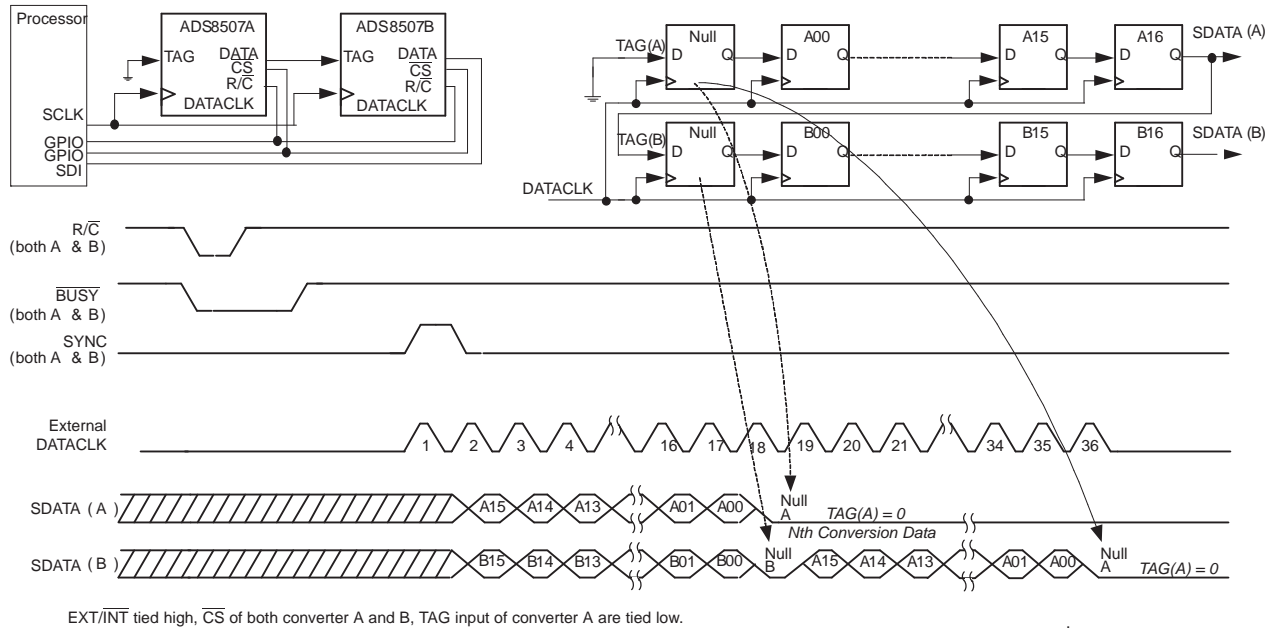 Processor
ADS8507A
TAG
DATA
CS
R/C
DATACLK
ADS8507B
TAG
DATA
CS
R/C
DATACLK
SCLK
GPIO
GPIO
SDI
TAG(A)
Null
D
Q
A00
D
Q
A15
D
Q
A16
D
Q
SDATA (A)
TAG(B)
Null
D
Q
B00
D
Q
B15
D
Q
B16
D
Q
SDATA (B)
DATACLK
R/C
(both A & B)
BUSY
(both A & B)
SYNC
(both A & B)
External
DATACLK
1 2 3 4 16 17 18 19 20 21 34 35 36
SDATA ( A )
A15 A14 A13 A01 A00
Null
A
TAG(A) = 0
Nth Conversion Data
SDATA ( B )
B15 B14 B13 B01 B00
Null
B
A15 A14 A13 A01 A00
Null
A
TAG(A) = 0
EXT/INT tied high, CS of both converter A and B, TAG input of converter A are tied low.